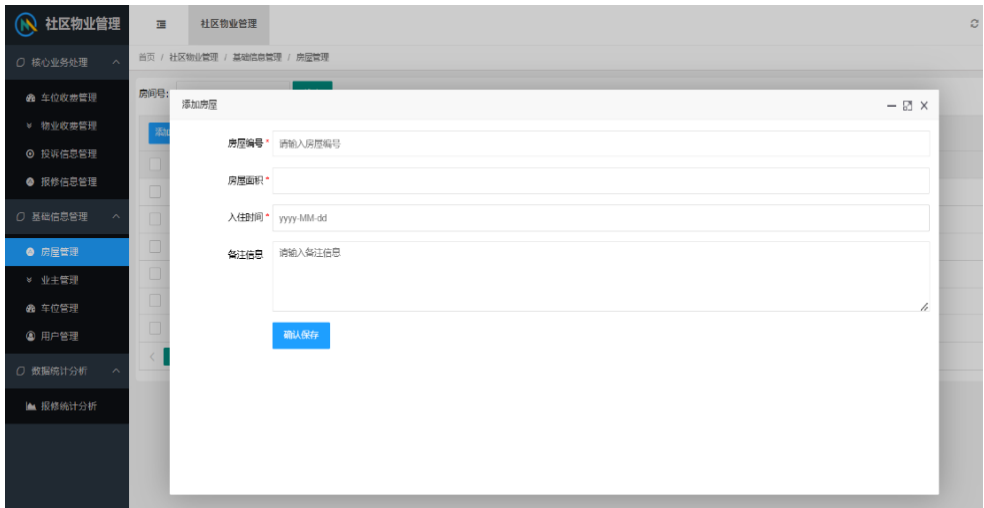 社区物业管理
社区物业管理
核心业务处理
首页 / 社区物业管理 / 基础信息管理 / 房屋管理
车位收费管理
物业收费管理
投诉信息管理
报修信息管理
基础信息管理
房屋管理
业主管理
车位管理
用户管理
数据统计分析
报修统计分析
房间号:
添加
添加房屋
房屋编号 * 请输入房屋编号
房屋面积 *
入住时间 * yyyy-MM-dd
备注信息 请输入备注信息
确认保存